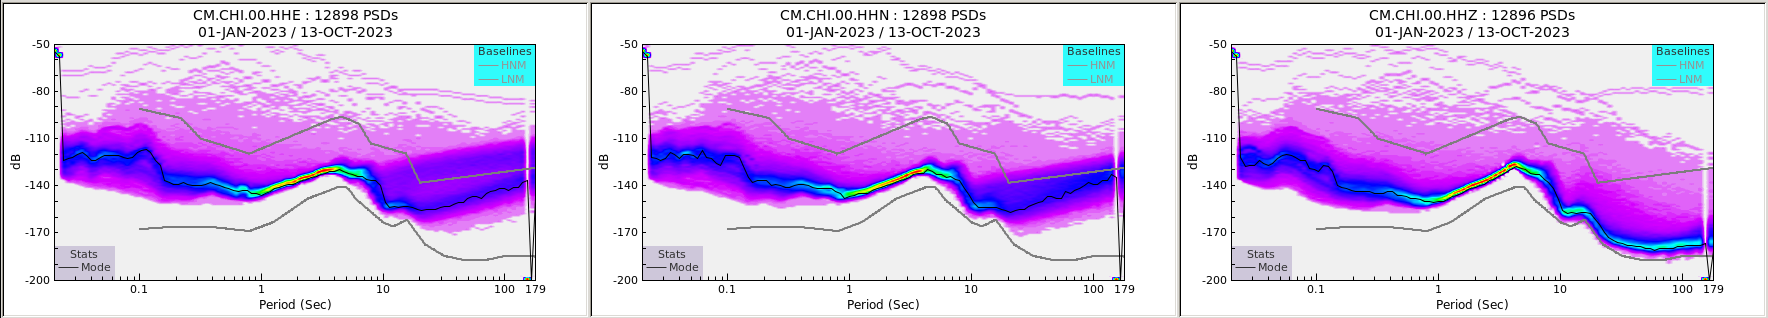 CM.CHI.00.HHE : 12898 PSDs
01-JAN-2023 / 13-OCT-2023
-50
-80
-110
-140
-170
-200
dB
Baselines
HNM
LNM
Stats
Mode
0.1
1
10
100
179
Period (Sec)
CM.CHI.00.HHN : 12898 PSDs
01-JAN-2023 / 13-OCT-2023
-50
-80
-110
-140
-170
-200
dB
Baselines
HNM
LNM
Stats
Mode
0.1
1
10
100
179
Period (Sec)
CM.CHI.00.HHZ : 12896 PSDs
01-JAN-2023 / 13-OCT-2023
-50
-80
-110
-140
-170
-200
dB
Baselines
HNM
LNM
Stats
Mode
0.1
1
10
100
179
Period (Sec)